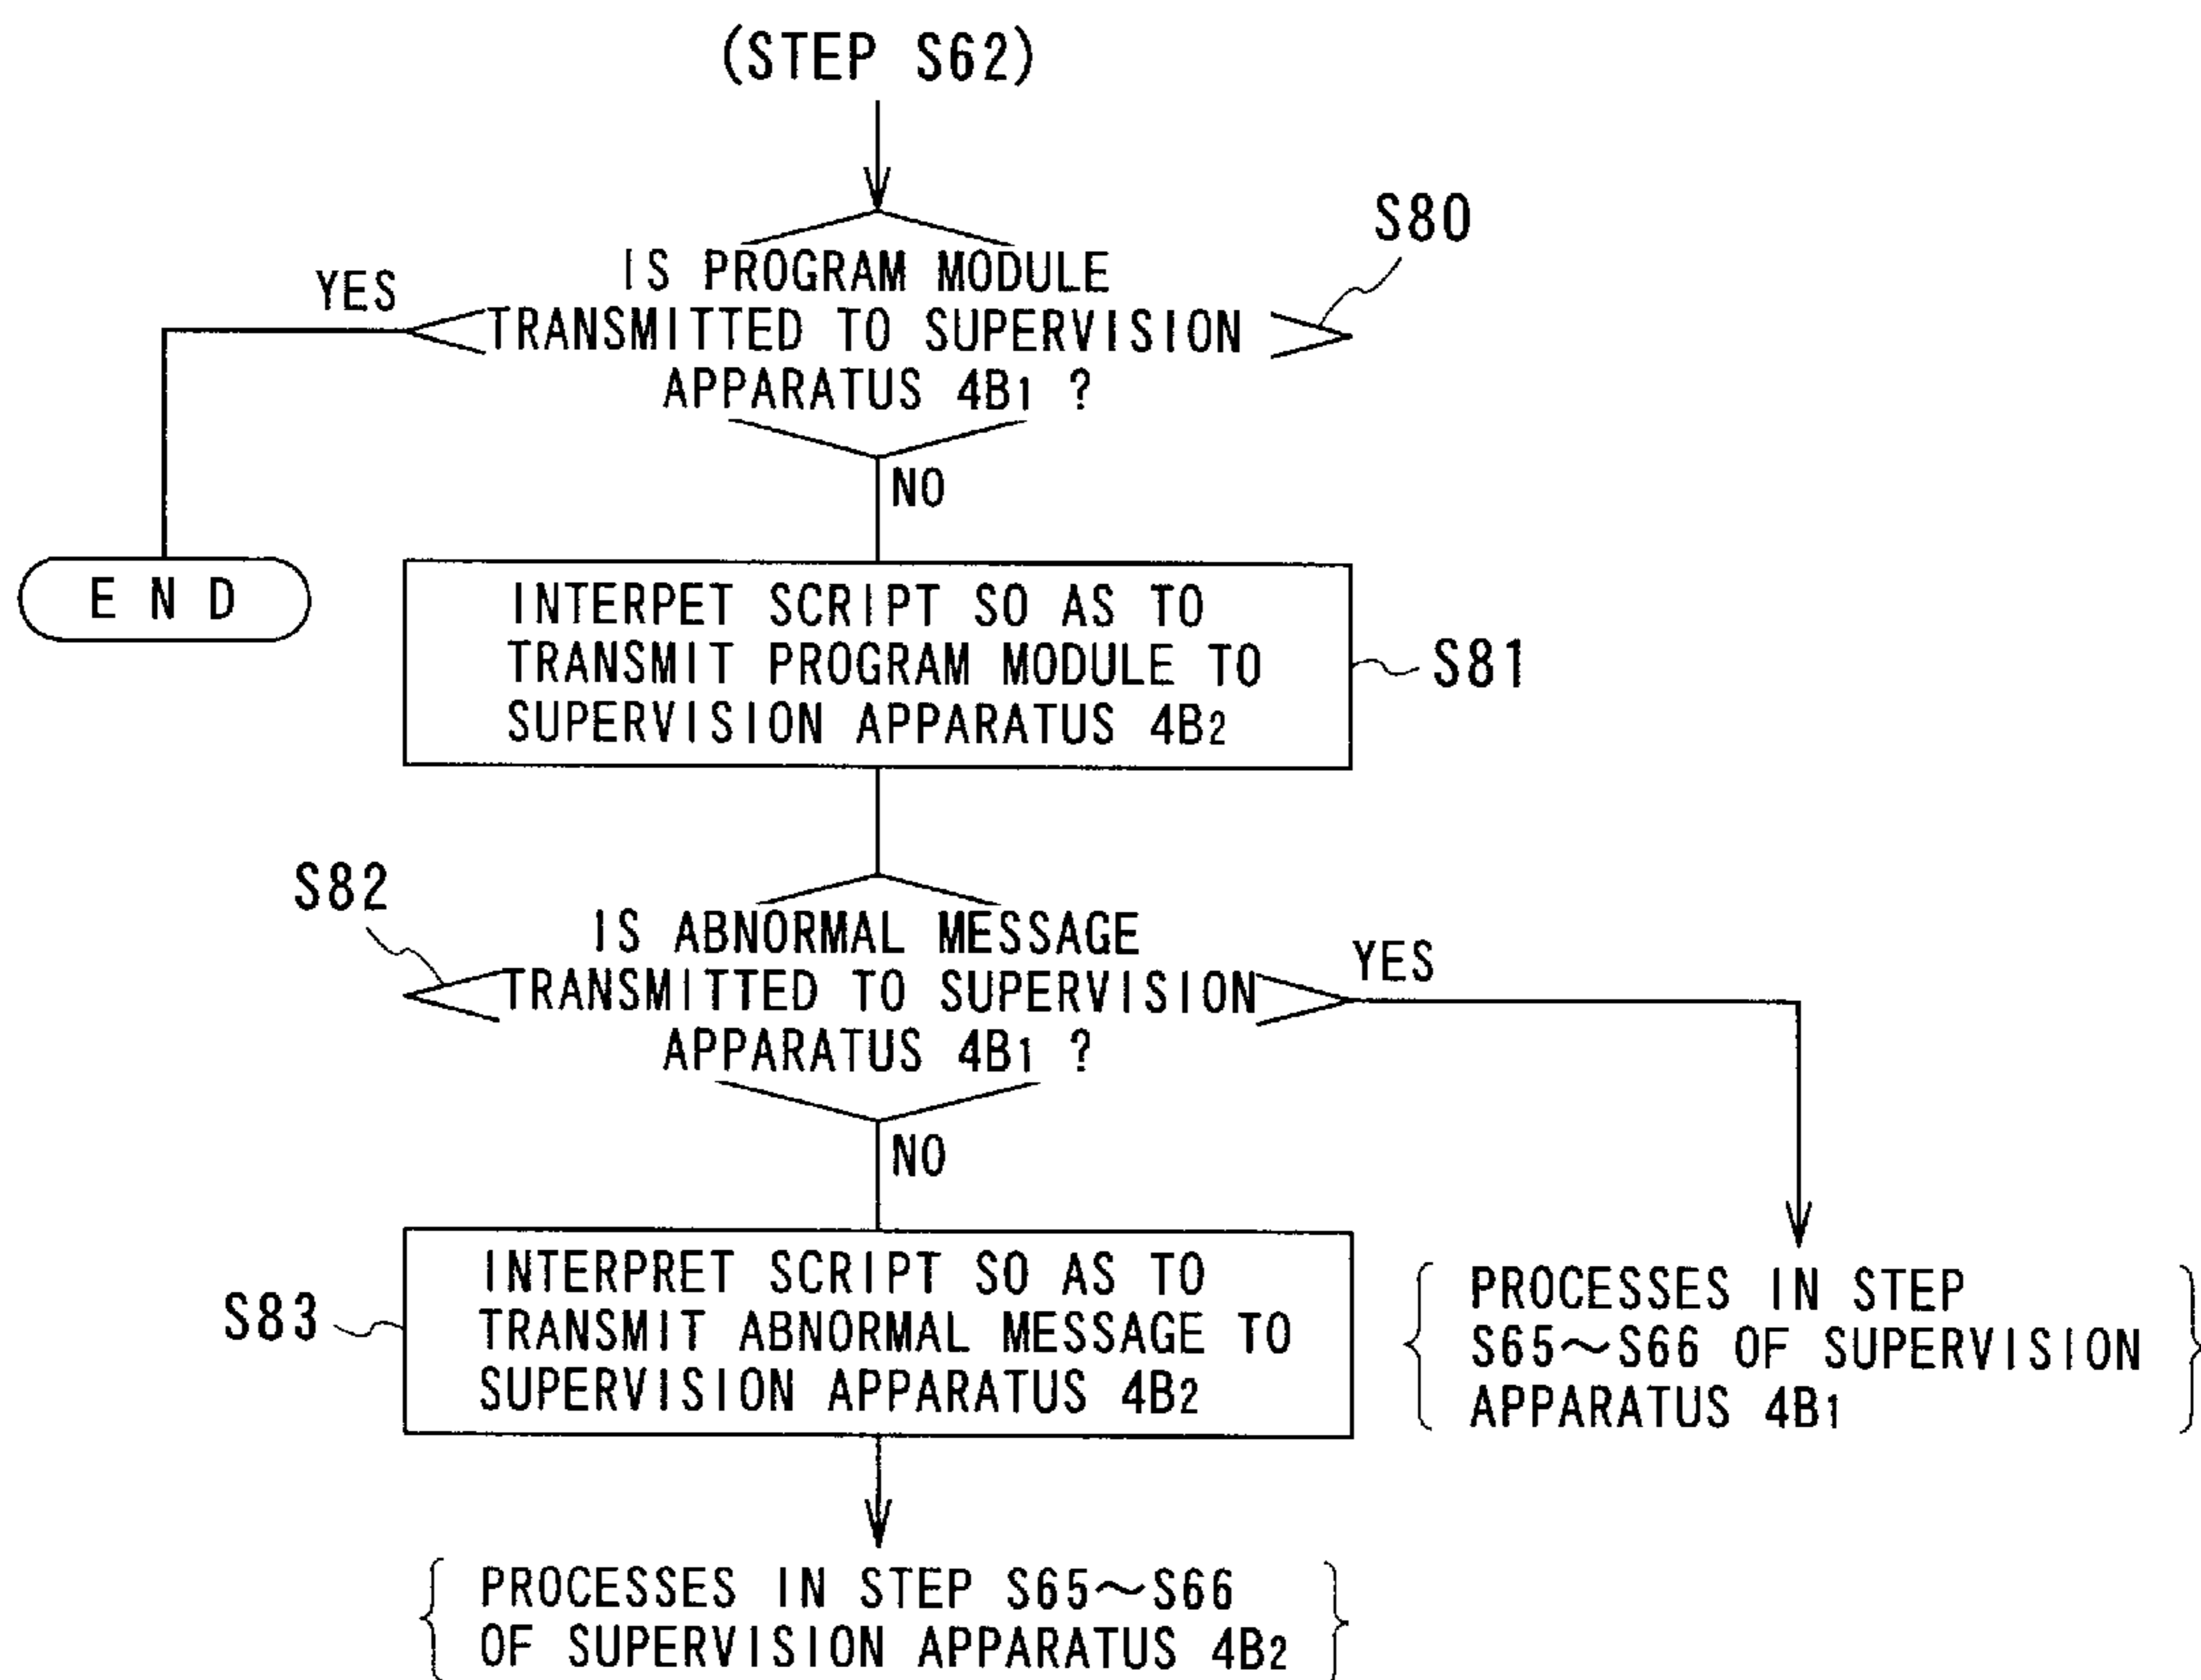 (STEP S62)
S80
YES
IS PROGRAM MODULE
TRANSMITTED TO SUPERVISION
APPARATUS 4B1 ?
NO
END
INTERPET SCRIPT SO AS TO
TRANSMIT PROGRAM MODULE TO
SUPERVISION APPARATUS 4B2
S81
S82
IS ABNORMAL MESSAGE
TRANSMITTED TO SUPERVISION
APPARATUS 4B1 ?
YES
NO
S83
INTERPRET SCRIPT SO AS TO
TRANSMIT ABNORMAL MESSAGE TO
SUPERVISION APPARATUS 4B2
PROCESSES IN STEP
S65~S66 OF SUPERVISION
APPARATUS 4B1
PROCESSES IN STEP S65~S66
OF SUPERVISION APPARATUS 4B2